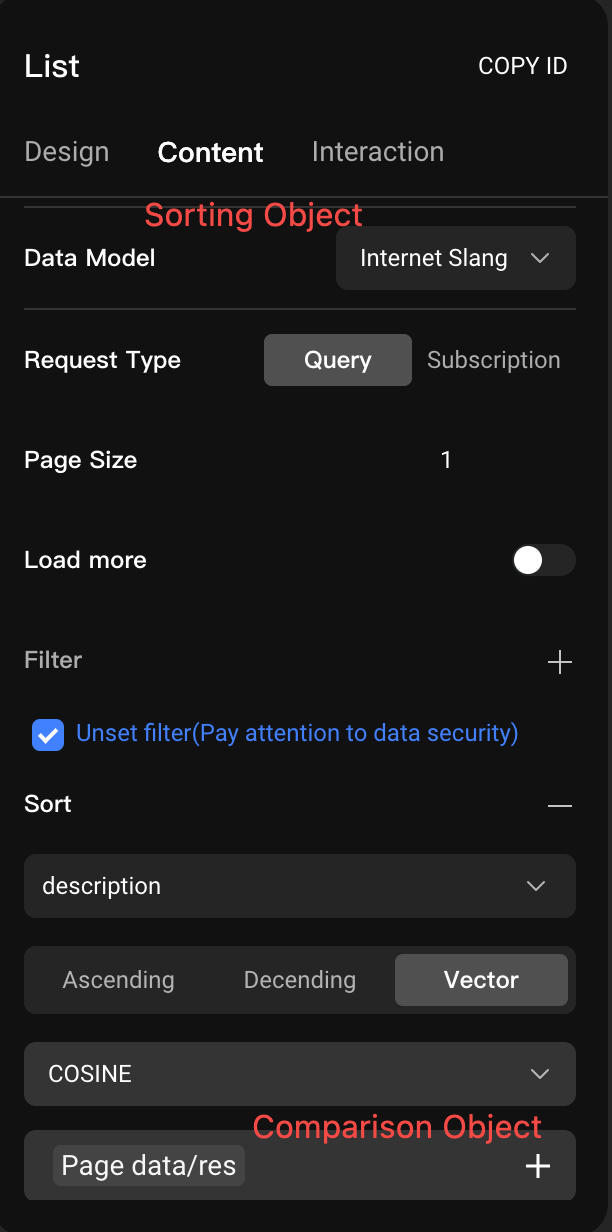 List
COPY ID
Design Content Interaction
Sorting Object
Data Model Internet Slang
Request Type Query Subscription
Page Size 1
Load more
Filter
Unset filter(Pay attention to data security)
Sort
description
Ascending Decending Vector
COSINE
Comparison Object
Page data/res